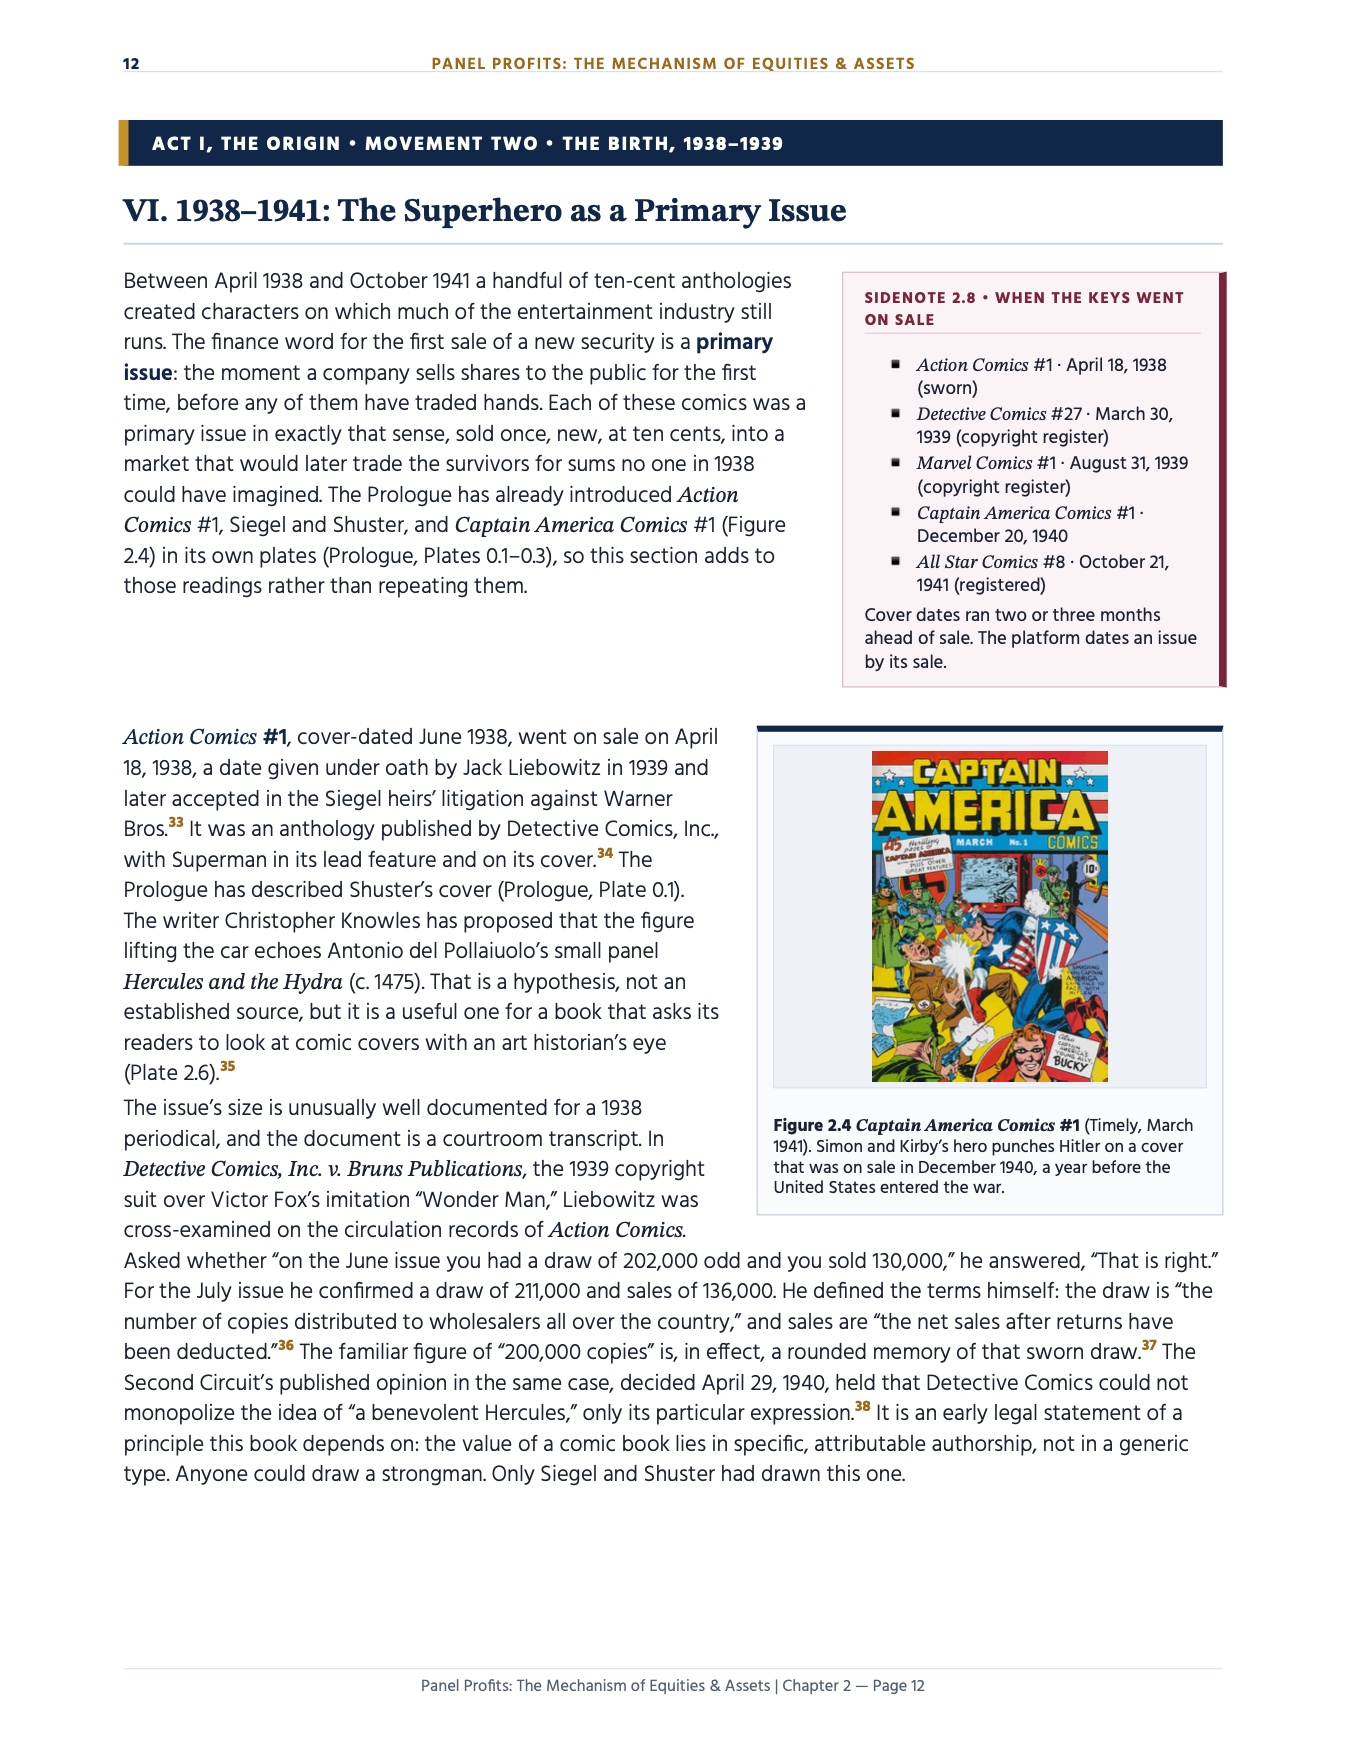 12
PANEL PROFITS: THE MECHANISM OF EQUITIES & ASSETS
ACT I, THE ORIGIN • MOVEMENT TWO • THE BIRTH, 1938–1939
VI. 1938–1941: The Superhero as a Primary Issue
Between April 1938 and October 1941 a handful of ten-cent anthologies
created characters on which much of the entertainment industry still
runs. The finance word for the first sale of a new security is a primary
issue: the moment a company sells shares to the public for the first
time, before any of them have traded hands. Each of these comics was a
primary issue in exactly that sense, sold once, new, at ten cents, into a
market that would later trade the survivors for sums no one in 1938
could have imagined. The Prologue has already introduced Action
Comics #1, Siegel and Shuster, and Captain America Comics #1 (Figure
2.4) in its own plates (Prologue, Plates 0.1–0.3), so this section adds to
those readings rather than repeating them.
SIDENOTE 2.8 • WHEN THE KEYS WENT
ON SALE
▪ Action Comics #1 · April 18, 1938
(sworn)
▪ Detective Comics #27 · March 30,
1939 (copyright register)
▪ Marvel Comics #1 · August 31, 1939
(copyright register)
▪ Captain America Comics #1 ·
December 20, 1940
▪ All Star Comics #8 · October 21,
1941 (registered)
Cover dates ran two or three months
ahead of sale. The platform dates an issue
by its sale.
Action Comics #1, cover-dated June 1938, went on sale on April
18, 1938, a date given under oath by Jack Liebowitz in 1939 and
later accepted in the Siegel heirs’ litigation against Warner
Bros.33 It was an anthology published by Detective Comics, Inc.,
with Superman in its lead feature and on its cover.34 The
Prologue has described Shuster’s cover (Prologue, Plate 0.1).
The writer Christopher Knowles has proposed that the figure
lifting the car echoes Antonio del Pollaiuolo’s small panel
Hercules and the Hydra (c. 1475). That is a hypothesis, not an
established source, but it is a useful one for a book that asks its
readers to look at comic covers with an art historian’s eye
(Plate 2.6).35
The issue’s size is unusually well documented for a 1938
periodical, and the document is a courtroom transcript. In
Detective Comics, Inc. v. Bruns Publications, the 1939 copyright
suit over Victor Fox’s imitation “Wonder Man,” Liebowitz was
cross-examined on the circulation records of Action Comics.
Asked whether “on the June issue you had a draw of 202,000 odd and you sold 130,000,” he answered, “That is right.”
For the July issue he confirmed a draw of 211,000 and sales of 136,000. He defined the terms himself: the draw is “the
number of copies distributed to wholesalers all over the country,” and sales are “the net sales after returns have
been deducted.”36 The familiar figure of “200,000 copies” is, in effect, a rounded memory of that sworn draw.37 The
Second Circuit’s published opinion in the same case, decided April 29, 1940, held that Detective Comics could not
monopolize the idea of “a benevolent Hercules,” only its particular expression.38 It is an early legal statement of a
principle this book depends on: the value of a comic book lies in specific, attributable authorship, not in a generic
type. Anyone could draw a strongman. Only Siegel and Shuster had drawn this one.
CAPTAIN
AMERICA
COMICS
MARCH No. 1
45 thrilling
pages of
CAPTAIN AMERICA
PLUS OTHER
GREAT FEATURES!
10¢
SMASHING
CAPTAIN
AMERICA
FACE TO
FACE WITH
HITLER
U.S.A.
Also
CAPTAIN
AMERICA'S
YOUNG ALLY
BUCKY
Figure 2.4 Captain America Comics #1 (Timely, March
1941). Simon and Kirby’s hero punches Hitler on a cover
that was on sale in December 1940, a year before the
United States entered the war.
Panel Profits: The Mechanism of Equities & Assets | Chapter 2 — Page 12